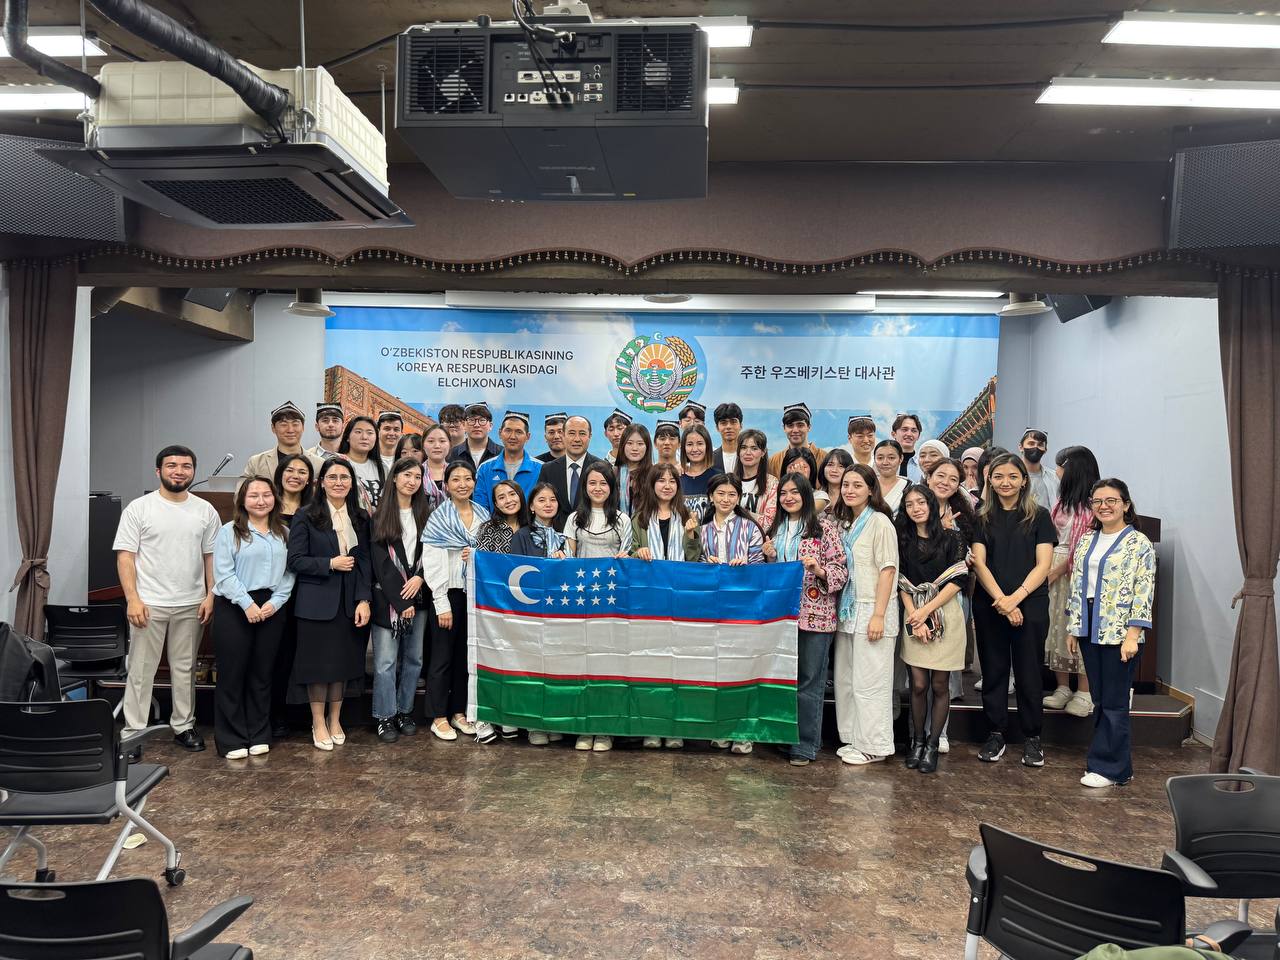 O'ZBEKISTON RESPUBLIKASINING
KOREYA RESPUBLIKASIDAGI
ELCHIXONASI
주한 우즈베키스탄 대사관